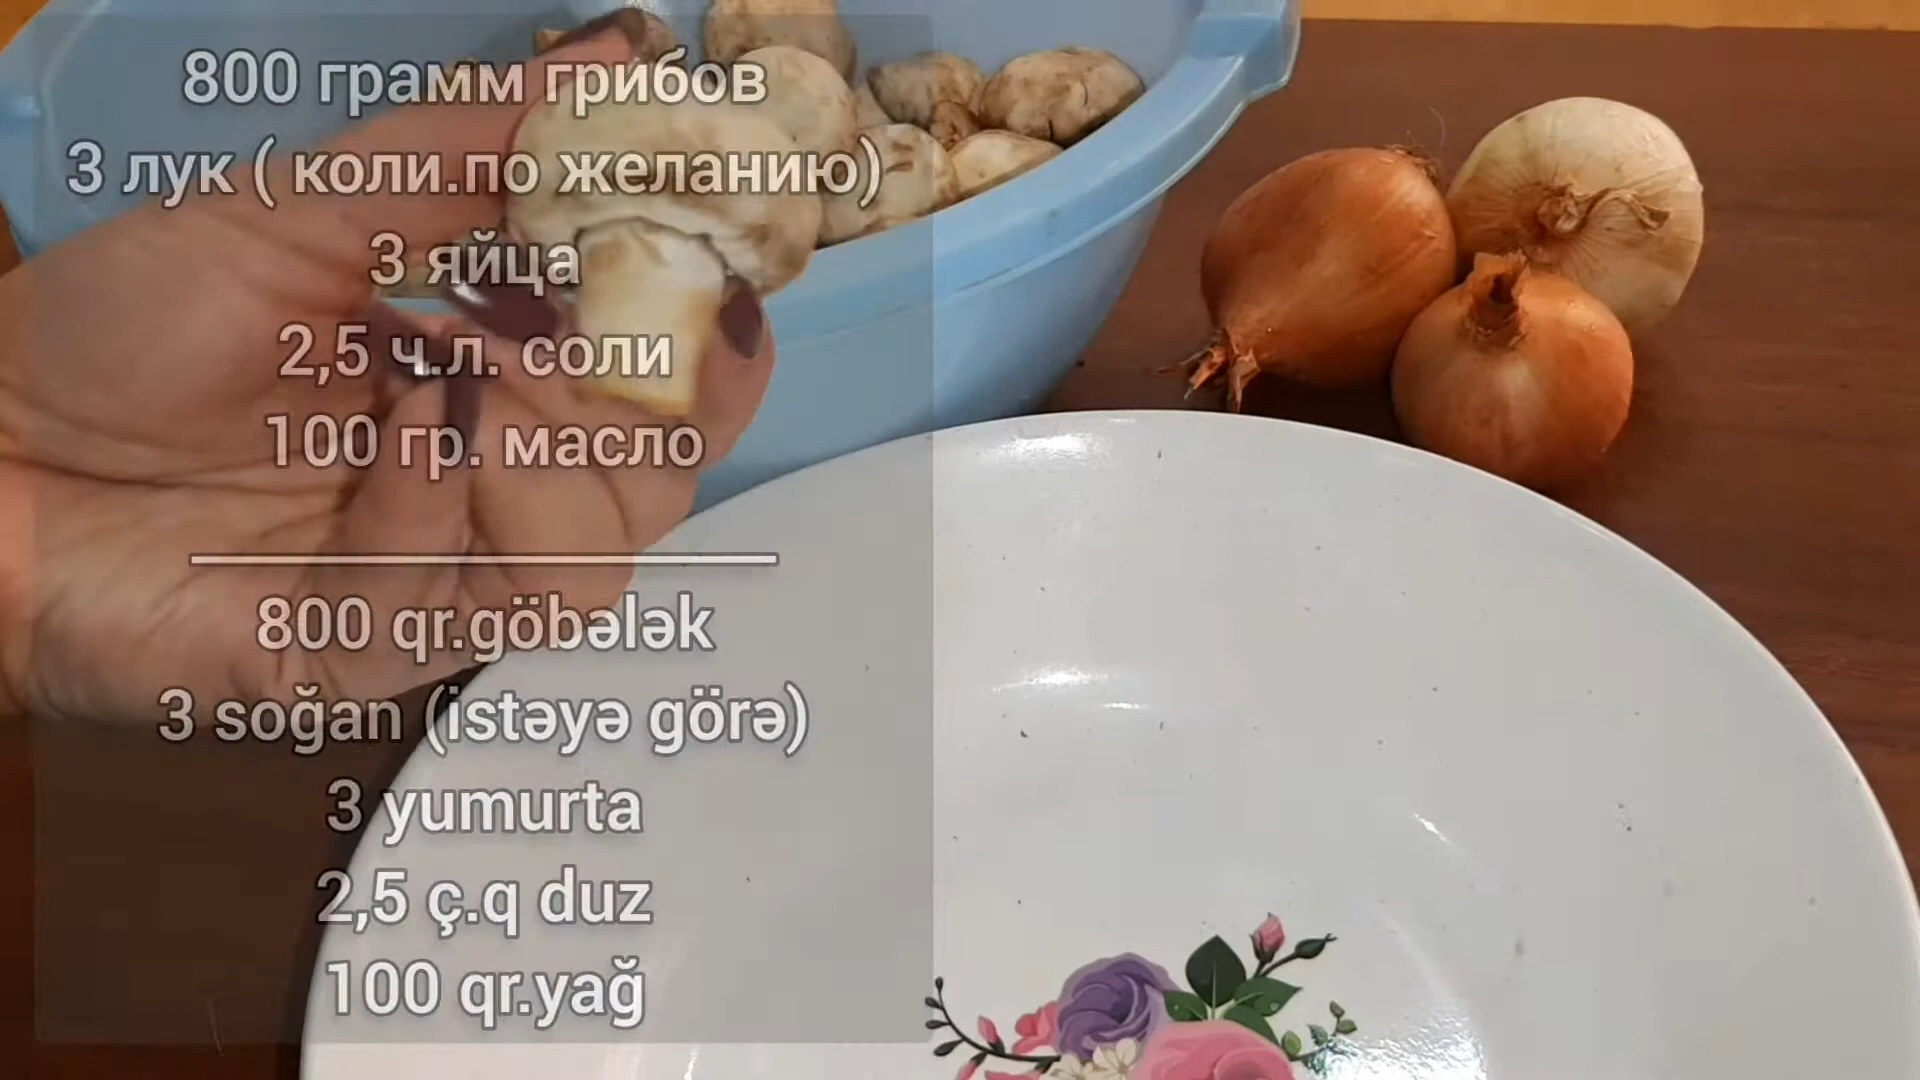 800 грамм грибов
3 лук ( коли.по желанию)
3 яйца
2,5 ч.л. соли
100 гр. масло
800 qr.göbələk
3 soğan (istəyə görə)
3 yumurta
2,5 ç.q duz
100 qr.yağ